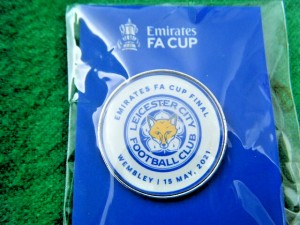 Emirates
FA CUP
EMIRATES FA CUP FINAL
LEICESTER CITY
FOOTBALL CLUB
WEMBLEY | 15 MAY, 2021